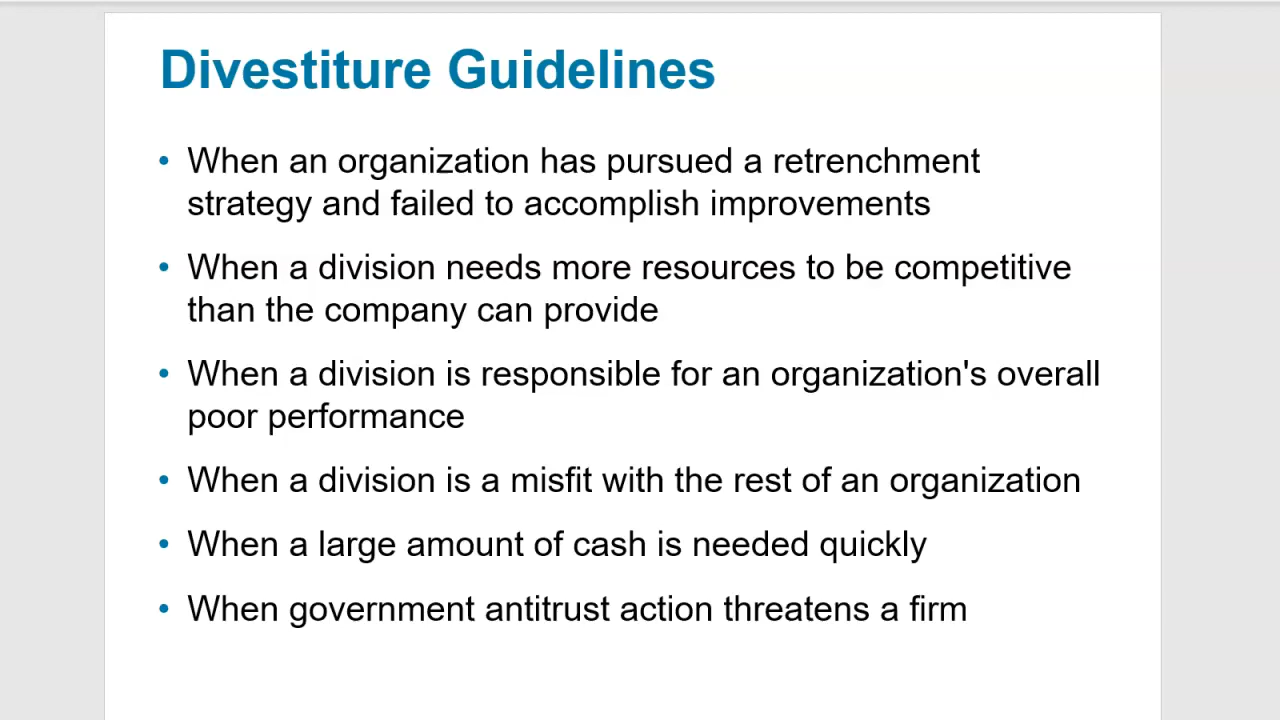 Divestiture Guidelines
• When an organization has pursued a retrenchment
strategy and failed to accomplish improvements
• When a division needs more resources to be competitive
than the company can provide
• When a division is responsible for an organization's overall
poor performance
• When a division is a misfit with the rest of an organization
• When a large amount of cash is needed quickly
• When government antitrust action threatens a firm